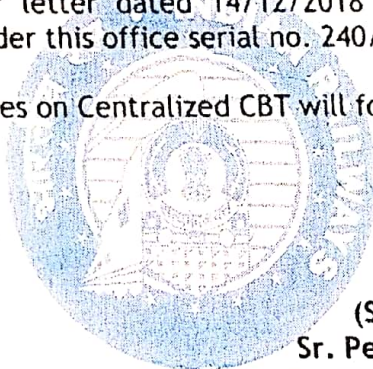 letter dated 14/12/2018
der this office serial no. 240/
es on Centralized CBT will fo
(S
Sr. Pe